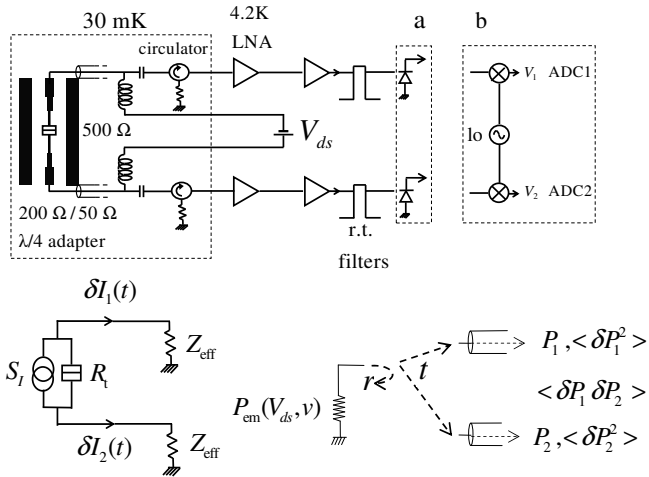 30 mK
4.2K
LNA
a
b
circulator
500 Ω
V_ds
V_1 ADC1
lo
V_2 ADC2
200 Ω / 50 Ω
λ/4 adapter
r.t.
filters
δI_1(t)
Z_eff
S_I
R_t
δI_2(t)
Z_eff
P_em(V_ds,ν)
r
t
P_1 ,< δP_1^2 >
< δP_1 δP_2 >
P_2 ,< δP_2^2 >